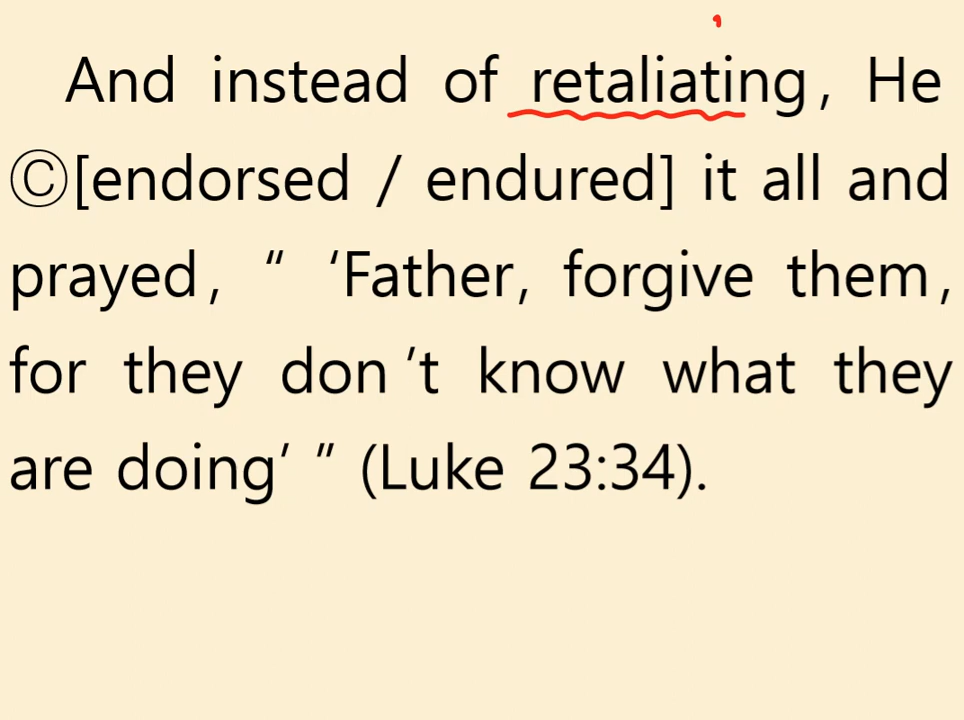 And instead of retaliating, He
Ⓒ[endorsed / endured] it all and
prayed, “ ‘Father, forgive them,
for they don ’t know what they
are doing’ ” (Luke 23:34).